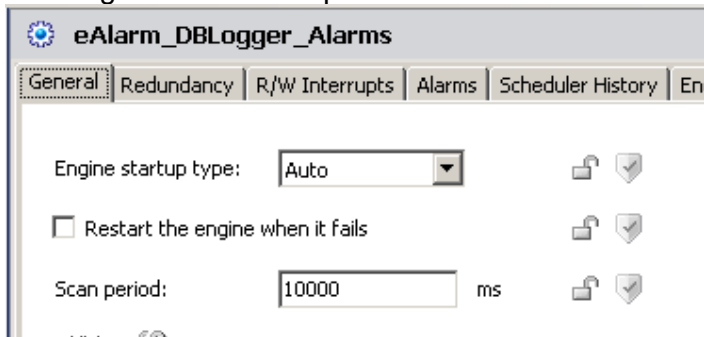 eAlarm_DBLogger_Alarms
General Redundancy R/W Interrupts Alarms Scheduler History En
Engine startup type: Auto
Restart the engine when it fails
Scan period: 10000 ms